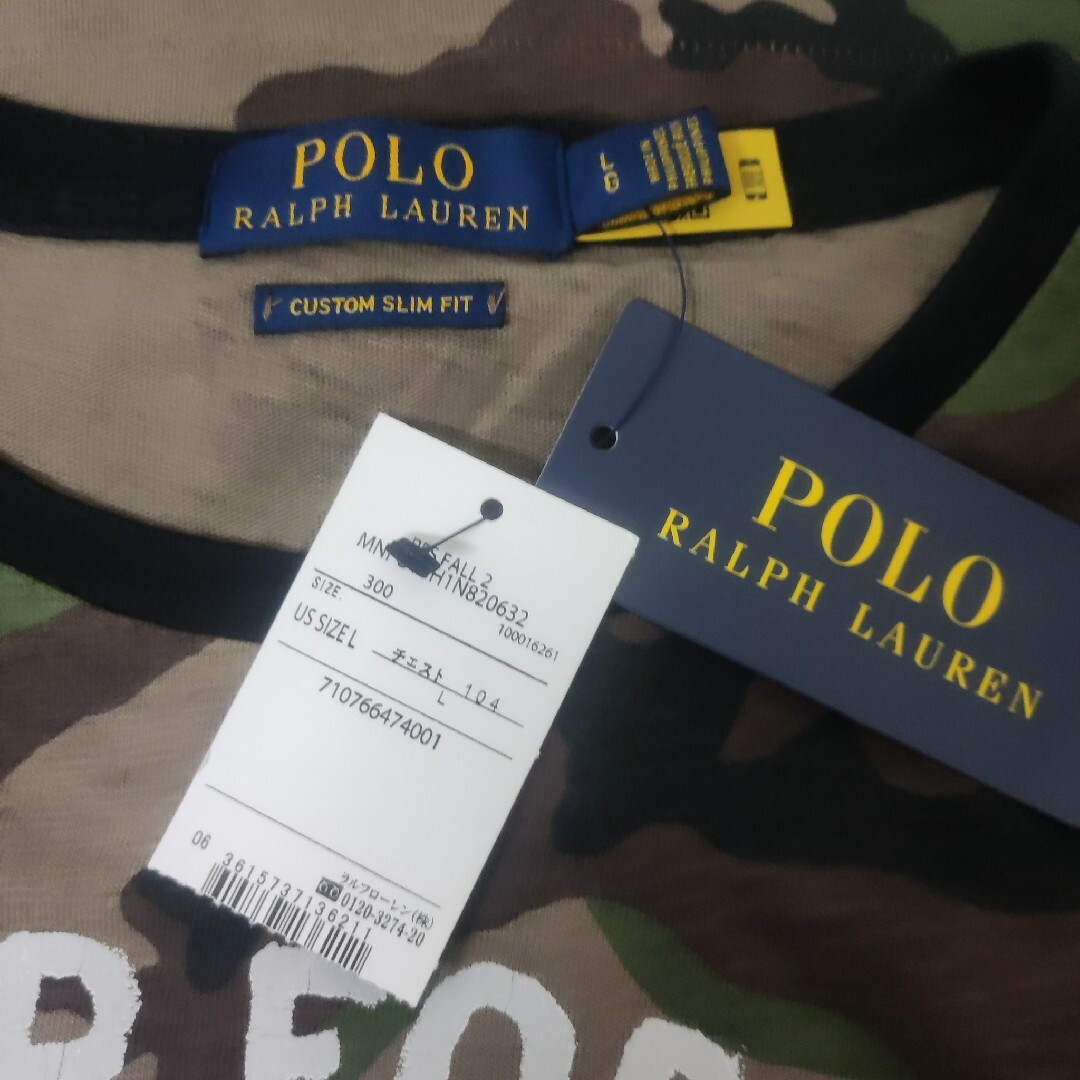 POLO
RALPH LAUREN
L
G
CUSTOM SLIM FIT
POLO
RALPH LAUREN
FALL 2
H1N820632
SIZE. 300
100016261
US SIZE L
チェスト 104
L
710766474001
06
3615737136211
ラルフローレン(株)
0120-3274-20